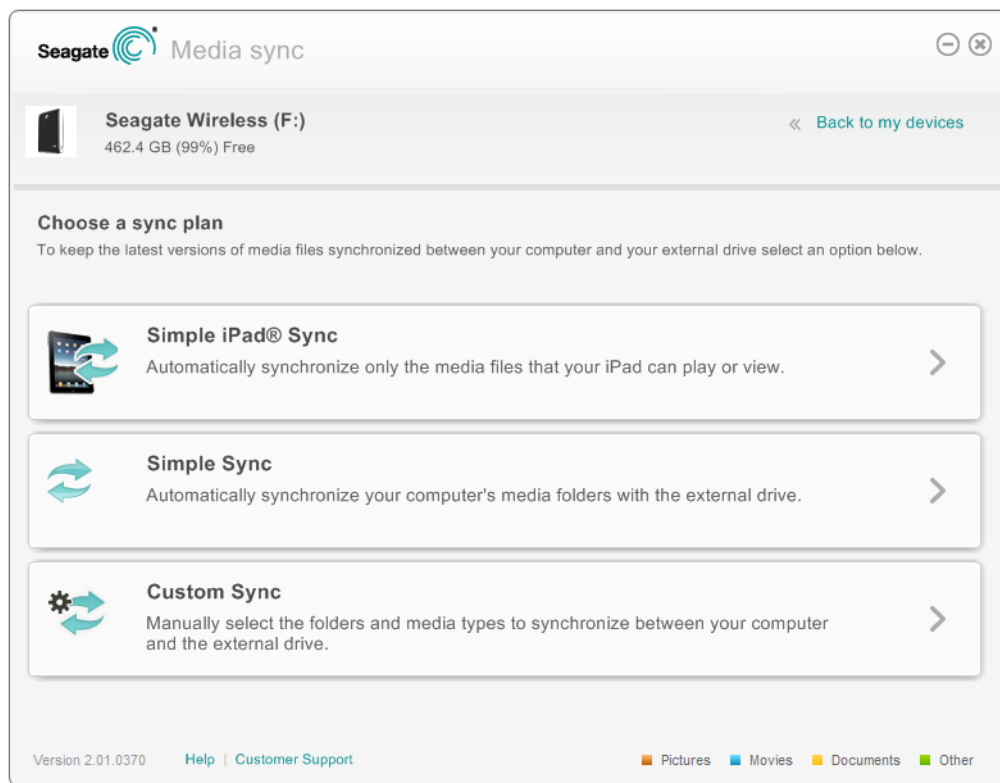 Seagate Media sync
Seagate Wireless (F:)
« Back to my devices
462.4 GB (99%) Free
Choose a sync plan
To keep the latest versions of media files synchronized between your computer and your external drive select an option below.
Simple iPad® Sync
Automatically synchronize only the media files that your iPad can play or view.
Simple Sync
Automatically synchronize your computer's media folders with the external drive.
Custom Sync
Manually select the folders and media types to synchronize between your computer
and the external drive.
Version 2.01.0370 Help | Customer Support Pictures Movies Documents Other